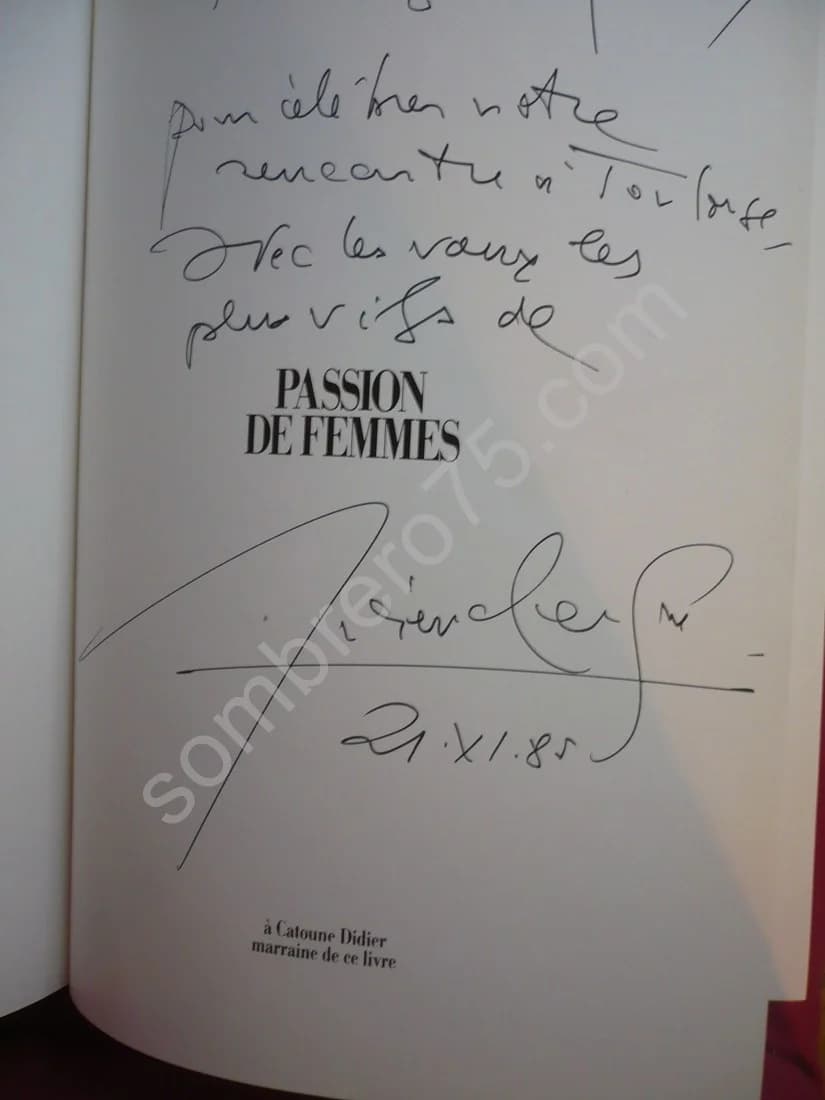 pour célébrer notre
rencontre à Toulouse
avec les vœux les
plus vifs de
PASSION
DE FEMMES
21.XI.85
à Catoune Didier
marraine de ce livre
sombrero75.com